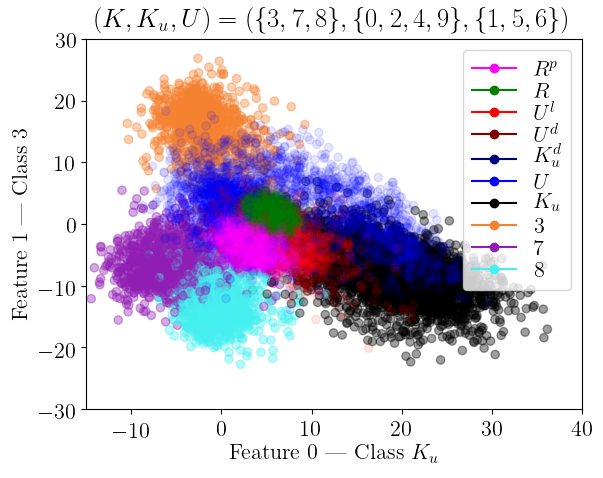 (K, K_u, U) = ({3, 7, 8}, {0, 2, 4, 9}, {1, 5, 6})
30
20
10
0
−10
−20
−30
Feature 1 — Class 3
R^p
R
U^l
U^d
K_u^d
U
K_u
3
7
8
−10 0 10 20 30 40
Feature 0 — Class K_u